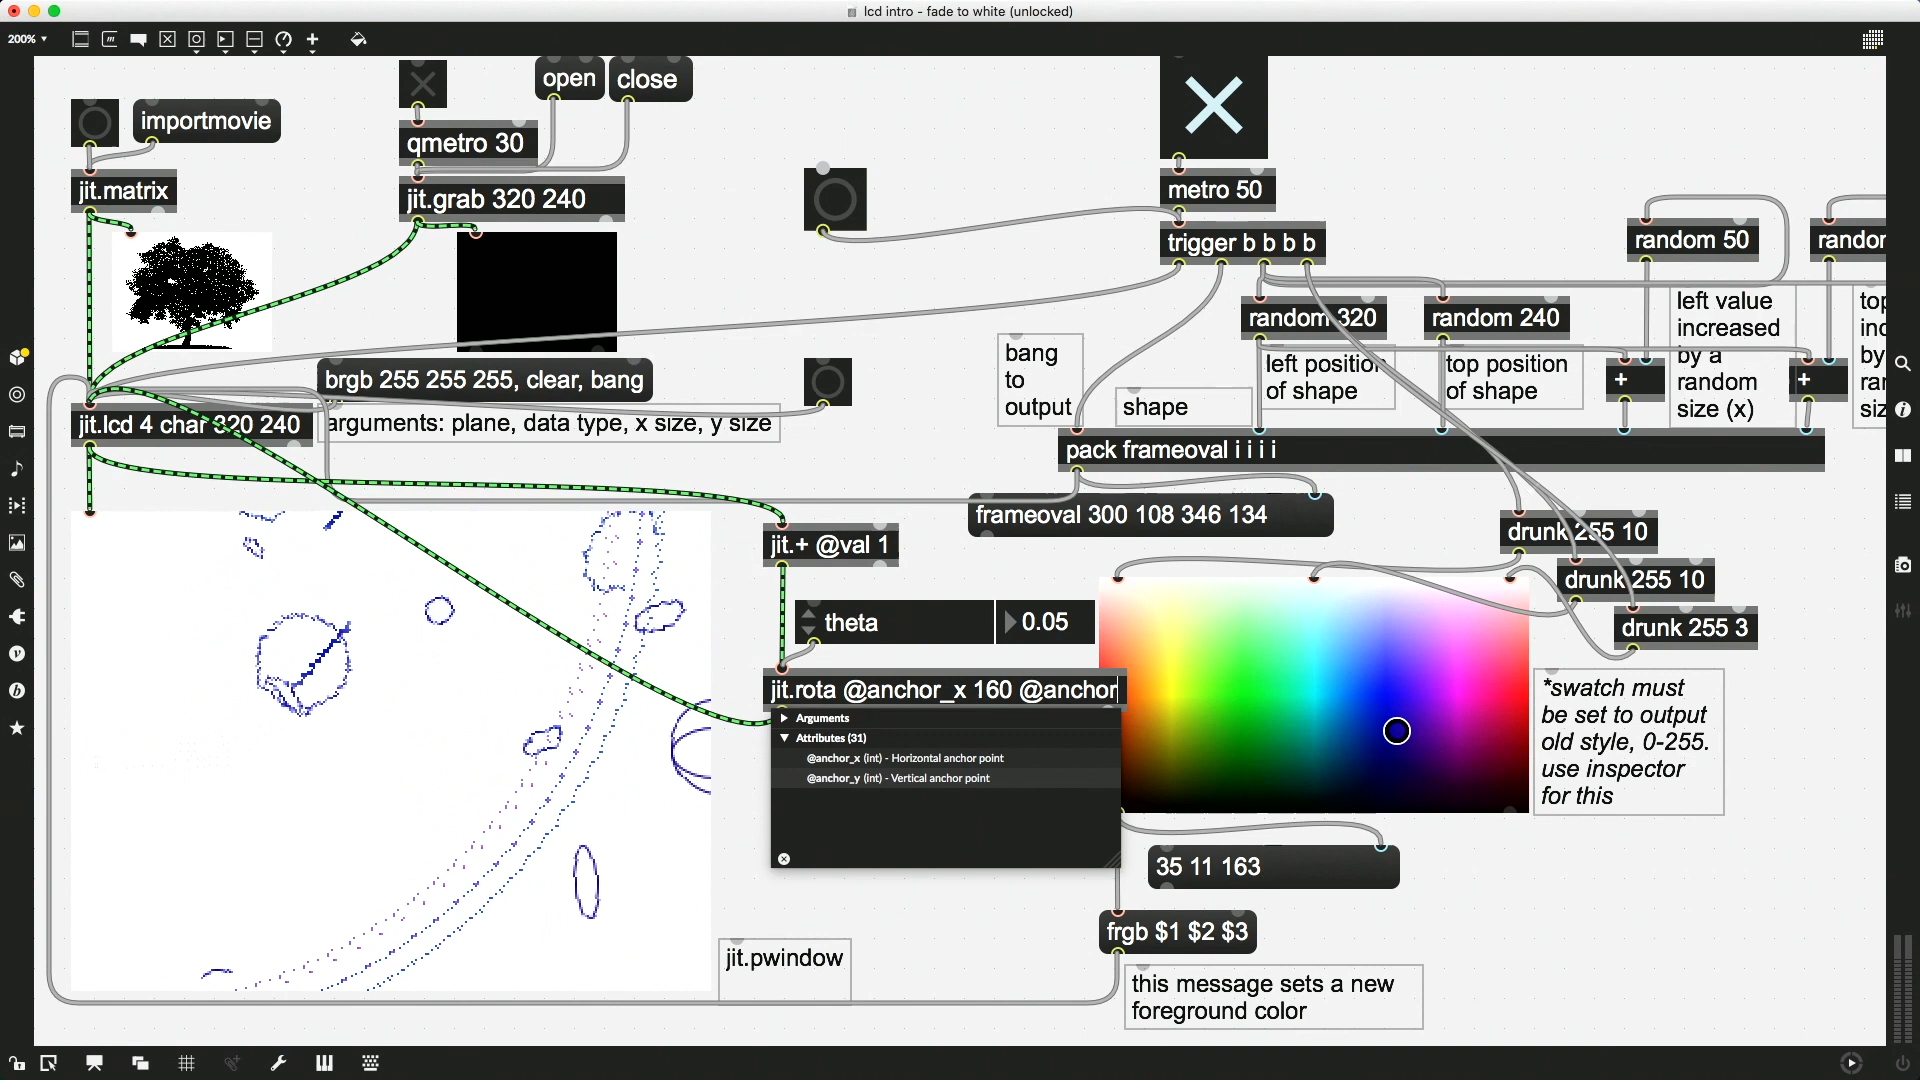 lcd intro - fade to white (unlocked)
200%
importmovie
jit.matrix
open
close
qmetro 30
jit.grab 320 240
metro 50
trigger b b b b
random 50
left value
increased
by a
random
size (x)
random 320
random 240
left position
of shape
top position
of shape
bang
to
output
shape
+
+
brgb 255 255 255, clear, bang
jit.lcd 4 char 320 240
arguments: plane, data type, x size, y size
pack frameoval i i i i
frameoval 300 108 346 134
jit.+ @val 1
theta
0.05
jit.rota @anchor_x 160 @anchor
Arguments
Attributes (31)
@anchor_x (int) - Horizontal anchor point
@anchor_y (int) - Vertical anchor point
drunk 255 10
drunk 255 10
drunk 255 3
*swatch must
be set to output
old style, 0-255.
use inspector
for this
35 11 163
frgb $1 $2 $3
jit.pwindow
this message sets a new
foreground color